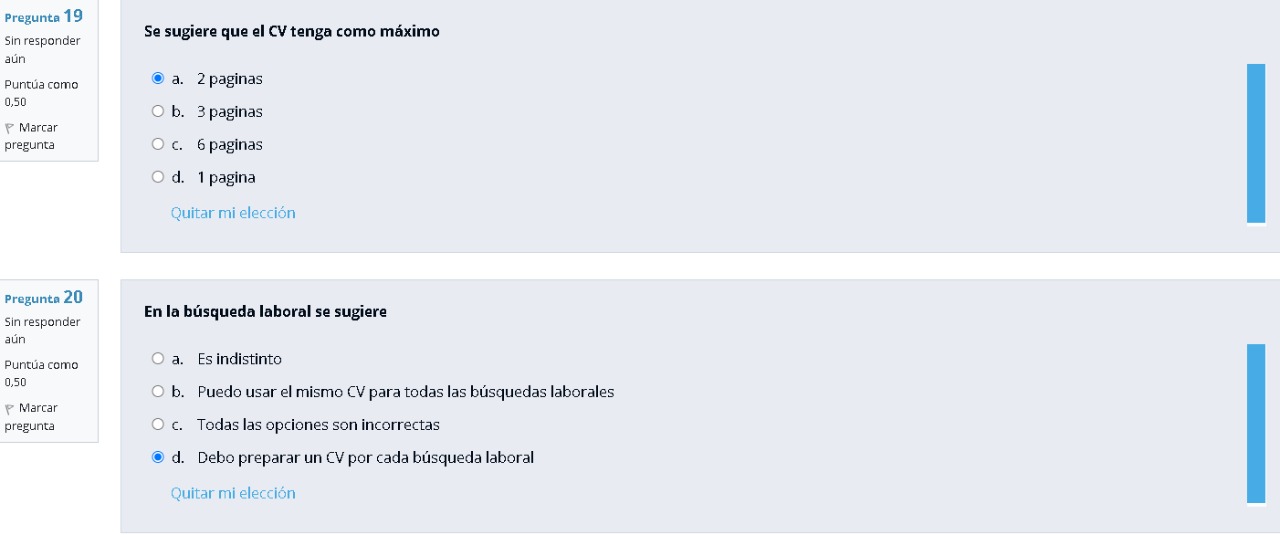 Pregunta 19
Sin responder
aún
Puntúa como
0,50
Marcar
pregunta
Se sugiere que el CV tenga como máximo
a. 2 paginas
b. 3 paginas
c. 6 paginas
d. 1 pagina
Quitar mi elección
Pregunta 20
Sin responder
aún
Puntúa como
0,50
Marcar
pregunta
En la búsqueda laboral se sugiere
a. Es indistinto
b. Puedo usar el mismo CV para todas las búsquedas laborales
c. Todas las opciones son incorrectas
d. Debo preparar un CV por cada búsqueda laboral
Quitar mi elección